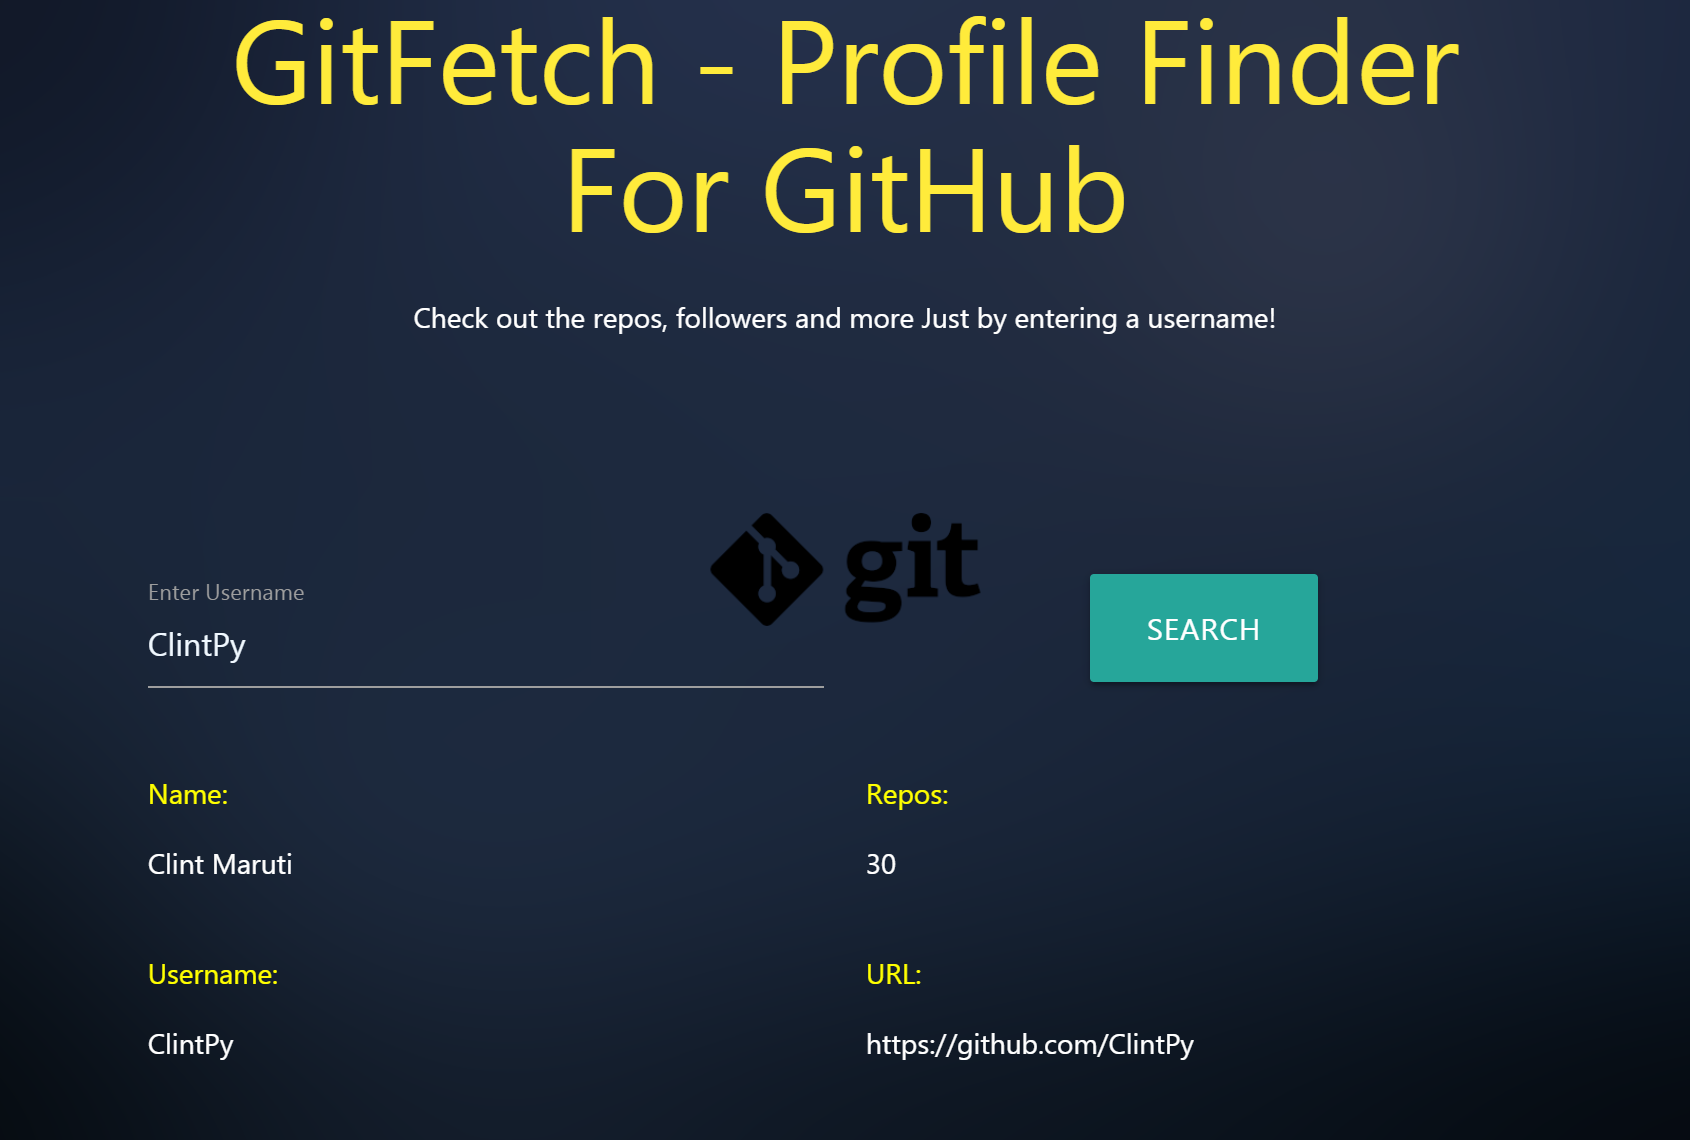 GitFetch - Profile Finder
For GitHub
Check out the repos, followers and more Just by entering a username!
git
Enter Username
ClintPy
SEARCH
Name:
Repos:
Clint Maruti
30
Username:
URL:
ClintPy
https://github.com/ClintPy